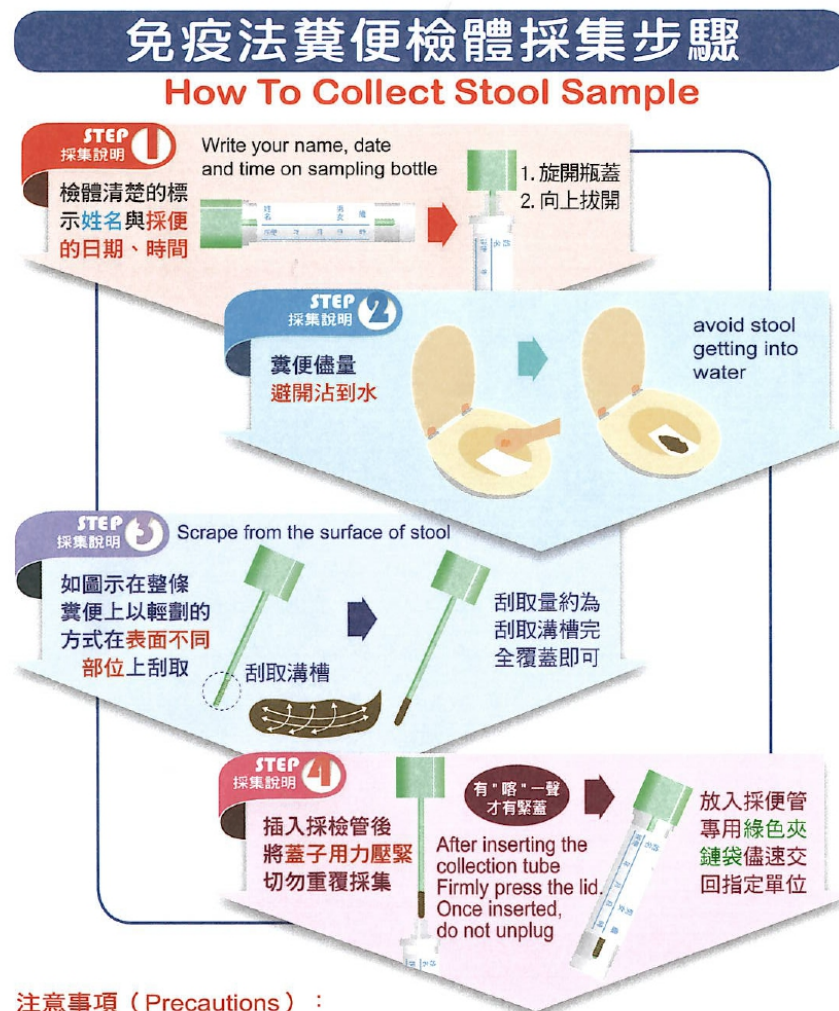 免疫法糞便檢體採集步驟
How To Collect Stool Sample
STEP 1
採集說明
檢體清楚的標
示姓名與採便
的日期、時間
Write your name, date
and time on sampling bottle
1. 旋開瓶蓋
2. 向上拔開
STEP 2
採集說明
糞便儘量
避開沾到水
avoid stool
getting into
water
STEP 3
採集說明
Scrape from the surface of stool
如圖示在整條
糞便上以輕劃的
方式在表面不同
部位上刮取
刮取溝槽
刮取量約為
刮取溝槽完
全覆蓋即可
STEP 4
採集說明
插入採檢管後
將蓋子用力壓緊
切勿重覆採集
有"喀"一聲
才有緊蓋
After inserting the
collection tube
Firmly press the lid.
Once inserted,
do not unplug
放入採便管
專用綠色夾
鏈袋儘速交
回指定單位
注意事項（Precautions）：